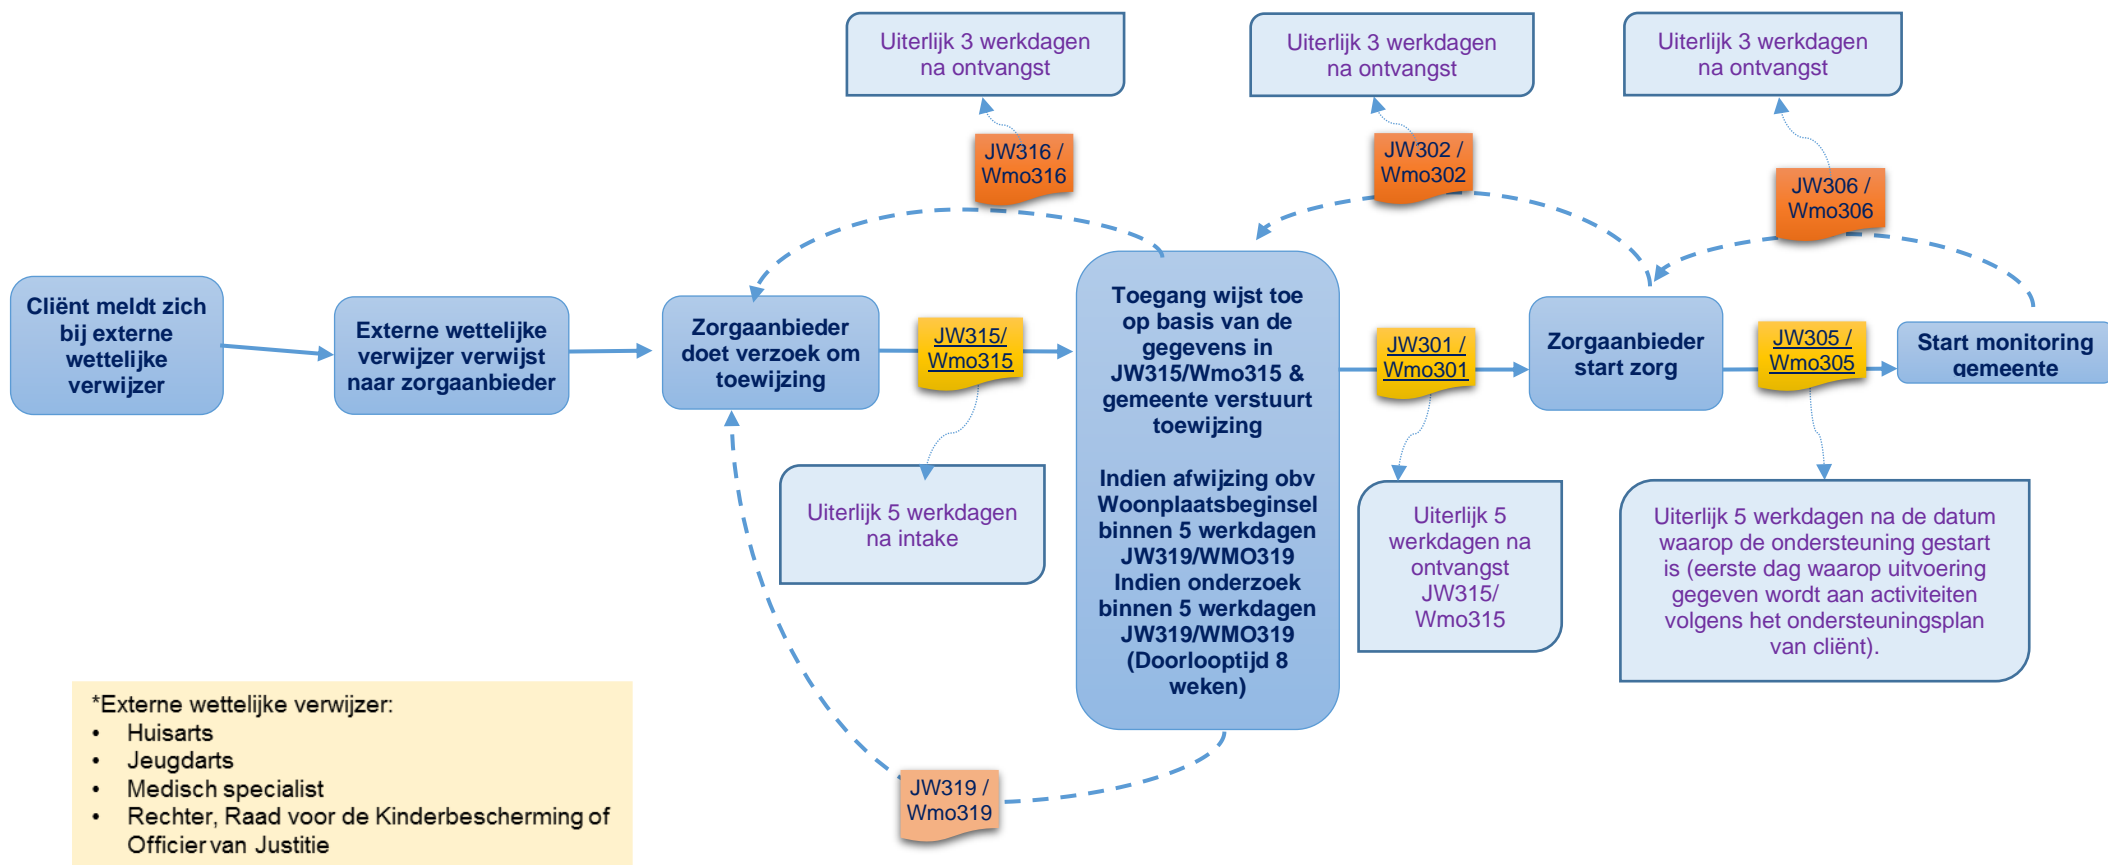 Uiterlijk 3 werkdagen
na ontvangst
Uiterlijk 3 werkdagen
na ontvangst
Uiterlijk 3 werkdagen
na ontvangst
JW316 /
Wmo316
JW302 /
Wmo302
JW306 /
Wmo306
Cliënt meldt zich
bij externe
wettelijke
verwijzer
Externe wettelijke
verwijzer verwijst
naar zorgaanbieder
Zorgaanbieder
doet verzoek om
toewijzing
JW315/
Wmo315
Toegang wijst toe
op basis van de
gegevens in
JW315/Wmo315 &
gemeente verstuurt
toewijzing
Indien afwijzing obv
Woonplaatsbeginsel
binnen 5 werkdagen
JW319/WMO319
Indien onderzoek
binnen 5 werkdagen
JW319/WMO319
(Doorlooptijd 8
weken)
JW301 /
Wmo301
Zorgaanbieder
start zorg
JW305 /
Wmo305
Start monitoring
gemeente
Uiterlijk 5 werkdagen
na intake
Uiterlijk 5
werkdagen na
ontvangst
JW315/
Wmo315
Uiterlijk 5 werkdagen na de datum
waarop de ondersteuning gestart
is (eerste dag waarop uitvoering
gegeven wordt aan activiteiten
volgens het ondersteuningsplan
van cliënt).
*Externe wettelijke verwijzer:
• Huisarts
• Jeugdarts
• Medisch specialist
• Rechter, Raad voor de Kinderbescherming of
Officier van Justitie
JW319 /
Wmo319